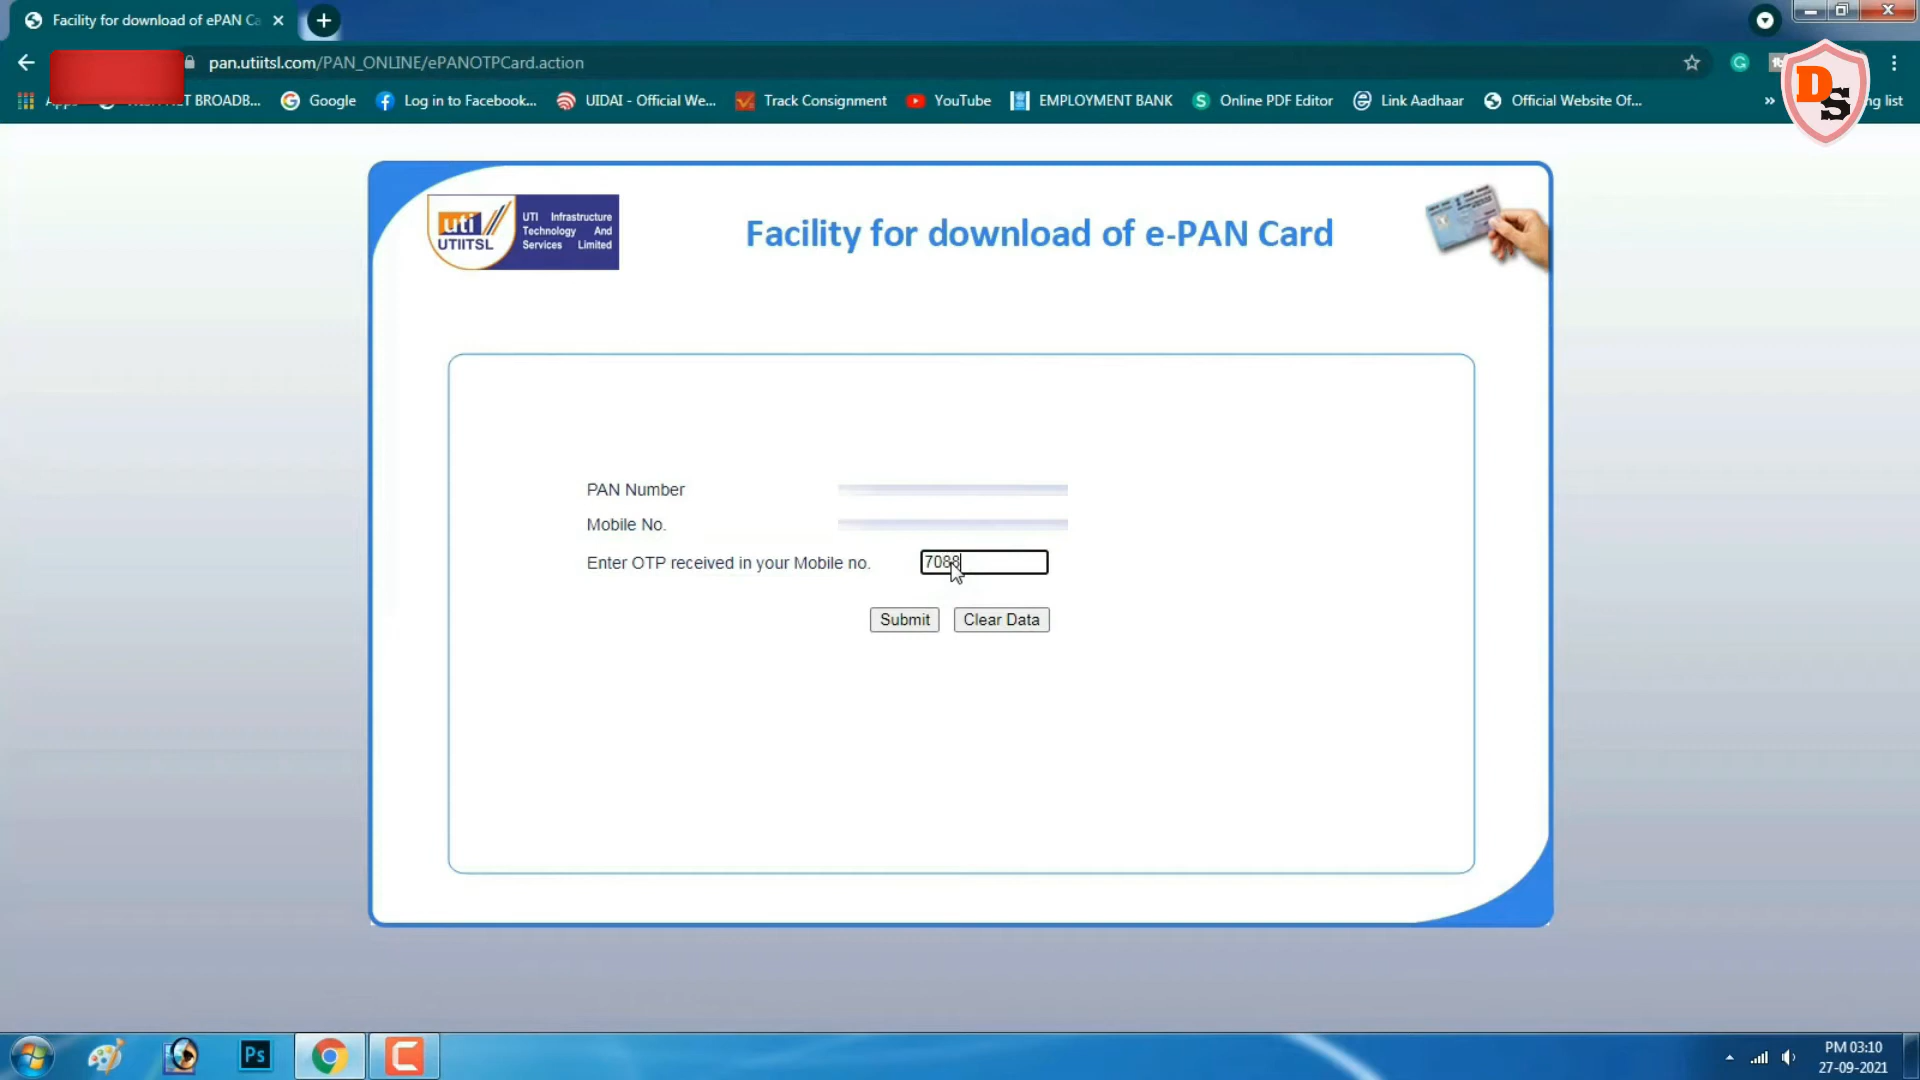 Facility for download of ePAN Ca
pan.utiitsl.com/PAN_ONLINE/ePANOTPCard.action
BROADB...
Google
Log in to Facebook...
UIDAI - Official We...
Track Consignment
YouTube
EMPLOYMENT BANK
Online PDF Editor
Link Aadhaar
Official Website Of...
»
list
DS
uti
UTIITSL
UTI Infrastructure
Technology And
Services Limited
Facility for download of e-PAN Card
PAN Number
Mobile No.
Enter OTP received in your Mobile no.
7088
Submit
Clear Data
Ps
PM 03:10
27-09-2021